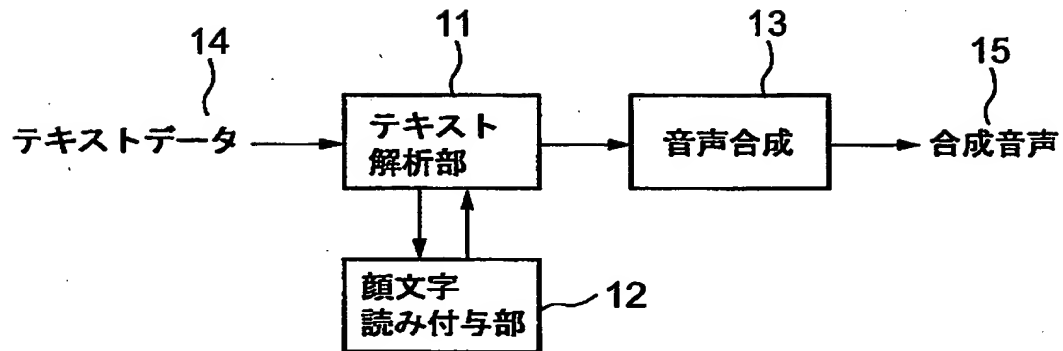 14
11
13
15
テキストデータ
テキスト
解析部
音声合成
合成音声
顔文字
読み付与部
12